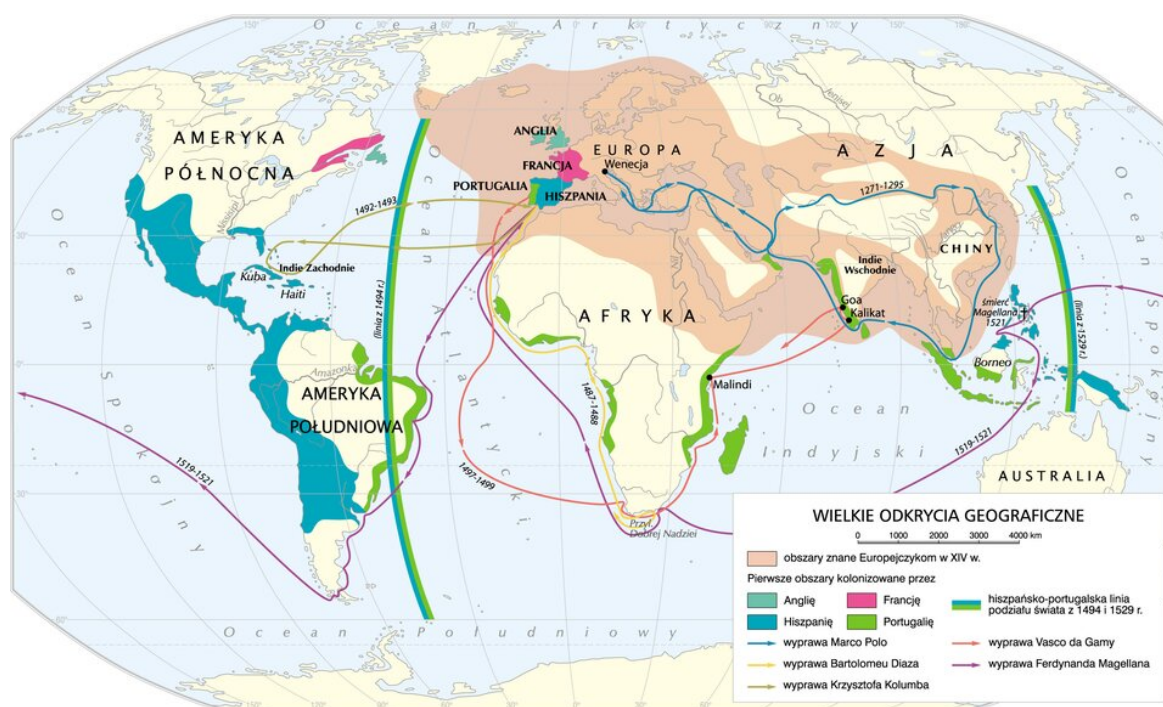 Ocean Arktyczny
AMERYKA
PÓŁNOCNA
ANGLIA
EUROPA
AZJA
Ob
Jenisej
FRANCJA
Wenecja
PORTUGALIA
HISZPANIA
1492-1493
1271-1295
Missisipi
CHINY
Indie Zachodnie
Kuba
Haiti
Indie
Wschodnie
Goa
Kalikat
śmierć
Magellana
1521
(linia z 1494 r.)
(linia z 1529 r.)
Ocean Atlantycki
Ocean Spokojny
Ocean Spokojny
AFRYKA
Nil
Borneo
Amazonka
AMERYKA
POŁUDNIOWA
Malindi
1487-1488
Ocean
Indyjski
1519-1521
1519-1521
1497-1499
AUSTRALIA
Przyl.
Dobrej Nadziei
Ocean Południowy
WIELKIE ODKRYCIA GEOGRAFICZNE
0 1000 2000 3000 4000 km
obszary znane Europejczykom w XIV w.
Pierwsze obszary kolonizowane przez
Anglię
Francję
hiszpańsko-portugalska linia
podziału świata z 1494 i 1529 r.
Hiszpanię
Portugalię
wyprawa Marco Polo
wyprawa Vasco da Gamy
wyprawa Bartolomeu Diaza
wyprawa Ferdynanda Magellana
wyprawa Krzysztofa Kolumba